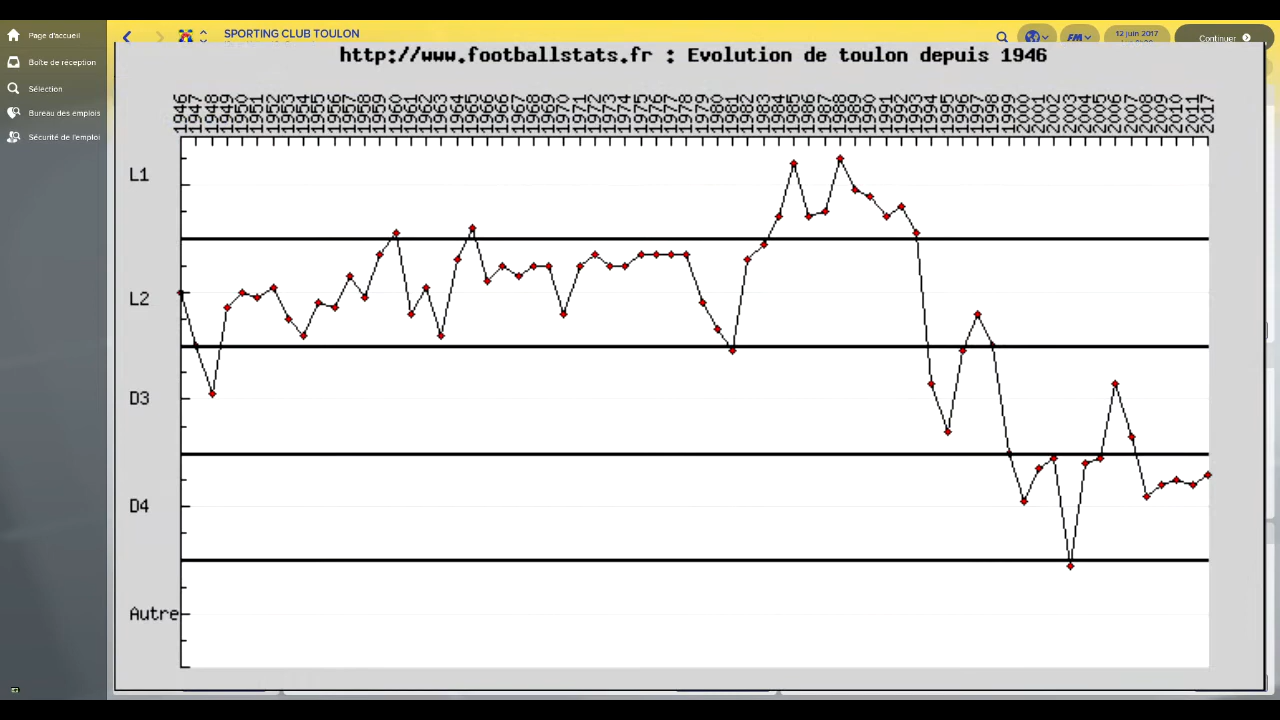 Page d'accueil
Boîte de réception
Sélection
Bureau des emplois
Sécurité de l'emploi
SPORTING CLUB TOULON
FM
12 juin 2017
Continuer
http://www.footballstats.fr : Evolution de toulon depuis 1946
1946 1947 1948 1949 1950 1951 1952 1953 1954 1955 1956 1957 1958 1959 1960 1961 1962 1963 1964 1965 1966 1966 1967 1968 1969 1970 1971 1972 1973 1974 1975 1976 1977 1978 1979 1980 1981 1982 1983 1984 1985 1986 1987 1988 1989 1990 1991 1992 1993 1994 1995 1996 1997 1998 1999 2000 2001 2002 2003 2004 2005 2006 2007 2008 2009 2010 2011 2017
L1
L2
D3
D4
Autre